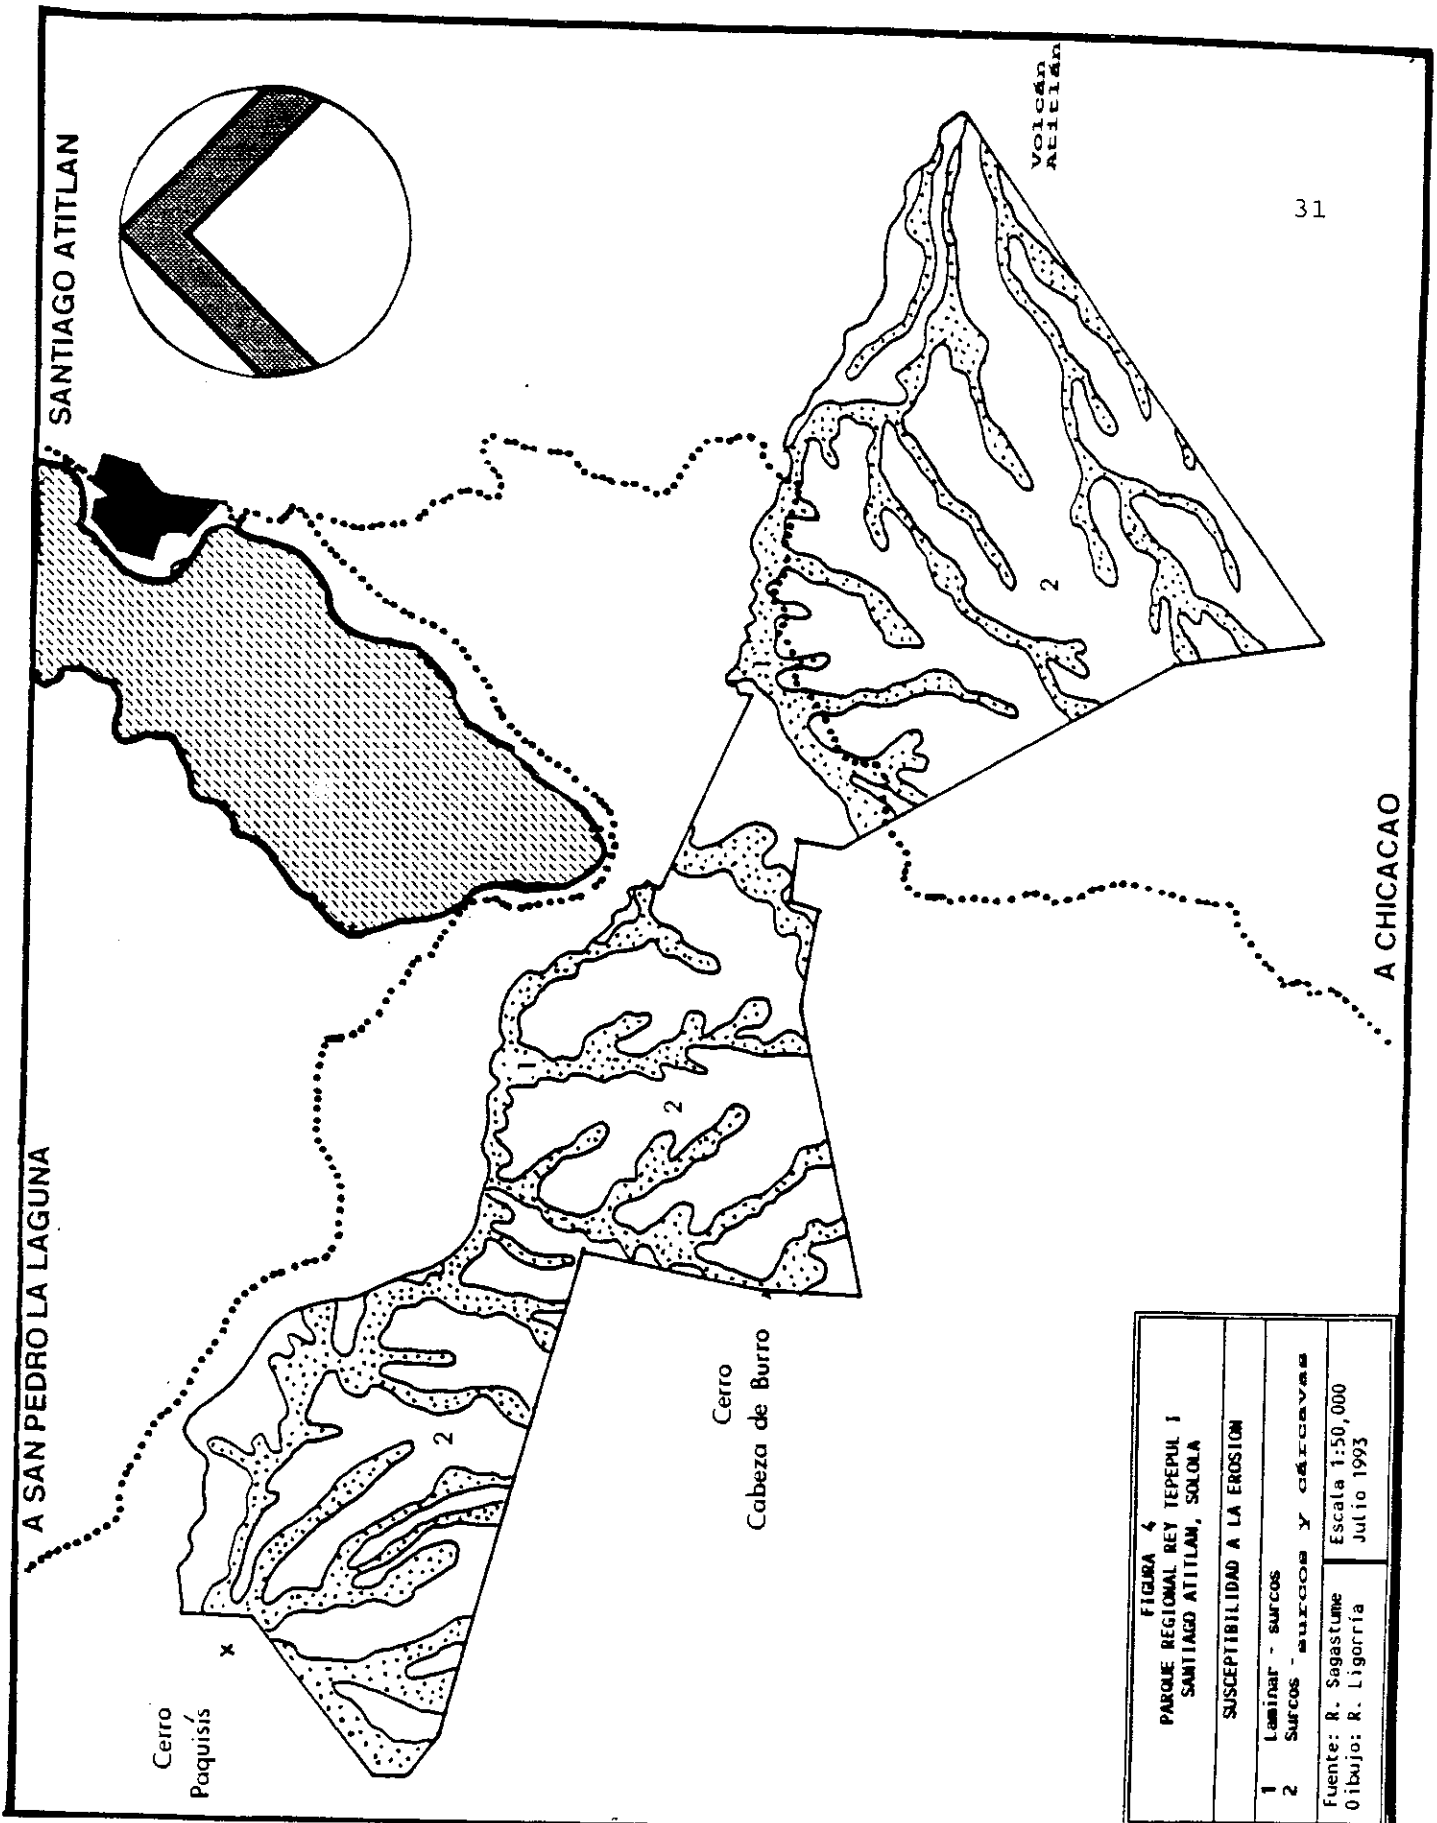 A SAN PEDRO LA LAGUNA
SANTIAGO ATITLAN
Volcán
Atitlán
31
1
2
1
2
2
Cerro
Paquisís
x
Cerro
Cabeza de Burro
A CHICACAO
FIGURA 4
PARQUE REGIONAL REY TEPEPUL I
SANTIAGO ATITLAN, SOLOLA
SUSCEPTIBILIDAD A LA EROSION
1 Laminar - surcos
2 Surcos - surcos y cárcavas
Fuente: R. Sagastume
Dibujo: R. Ligorría
Escala 1:50,000
Julio 1993